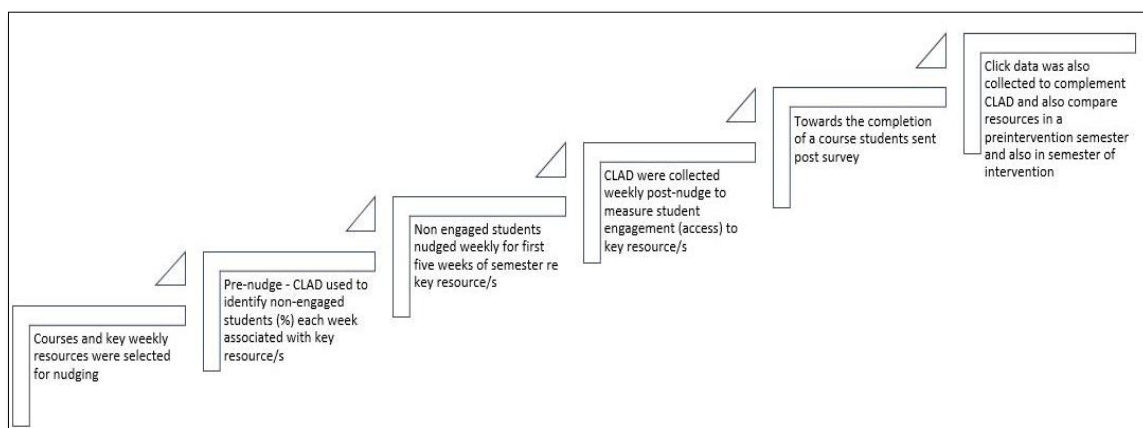 Courses and key weekly
resources were selected
for nudging
Pre-nudge - CLAD used to
identify non-engaged
students (%) each week
associated with key
resource/s
Non engaged students
nudged weekly for first
five weeks of semester re
key resource/s
CLAD were collected
weekly post-nudge to
measure student
engagement (access) to
key resource/s
Towards the completion
of a course students sent
post survey
Click data was also
collected to complement
CLAD and also compare
resources in a
preintervention semester
and also in semester of
intervention